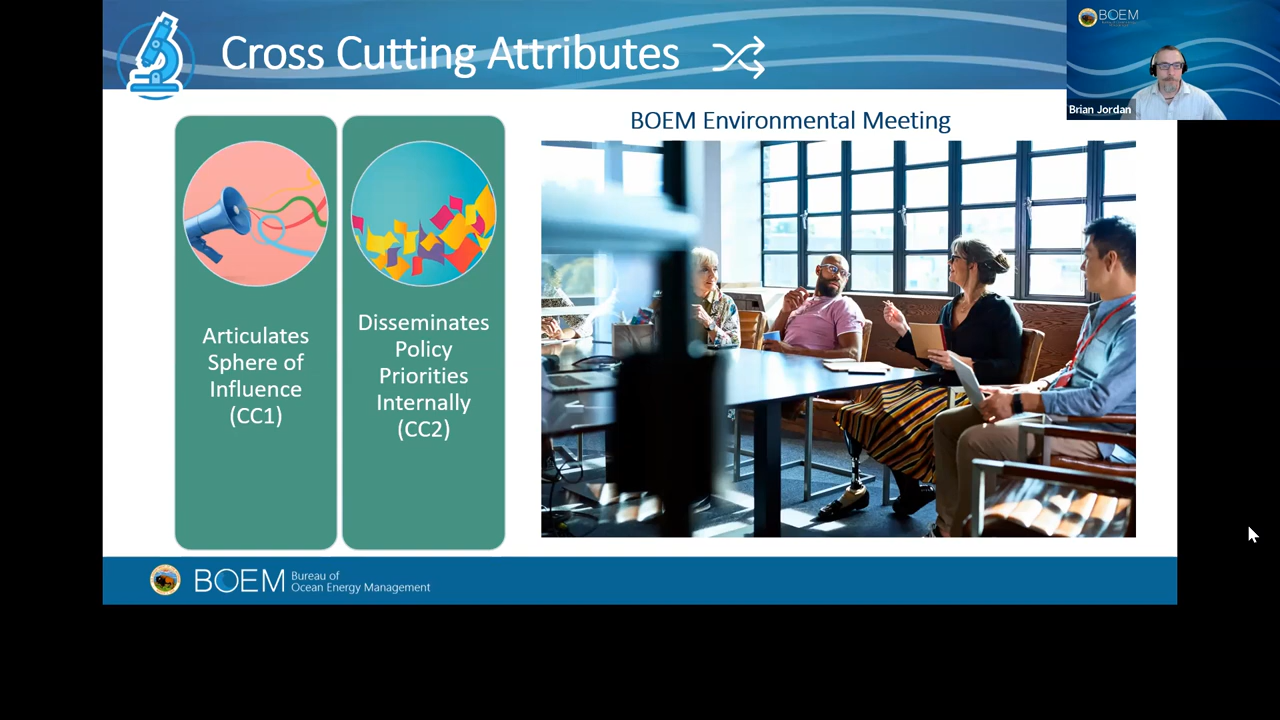 Cross Cutting Attributes
BOEM
Brian Jordan
BOEM Environmental Meeting
Articulates
Sphere of
Influence
(CC1)
Disseminates
Policy
Priorities
Internally
(CC2)
BOEM
Bureau of
Ocean Energy Management